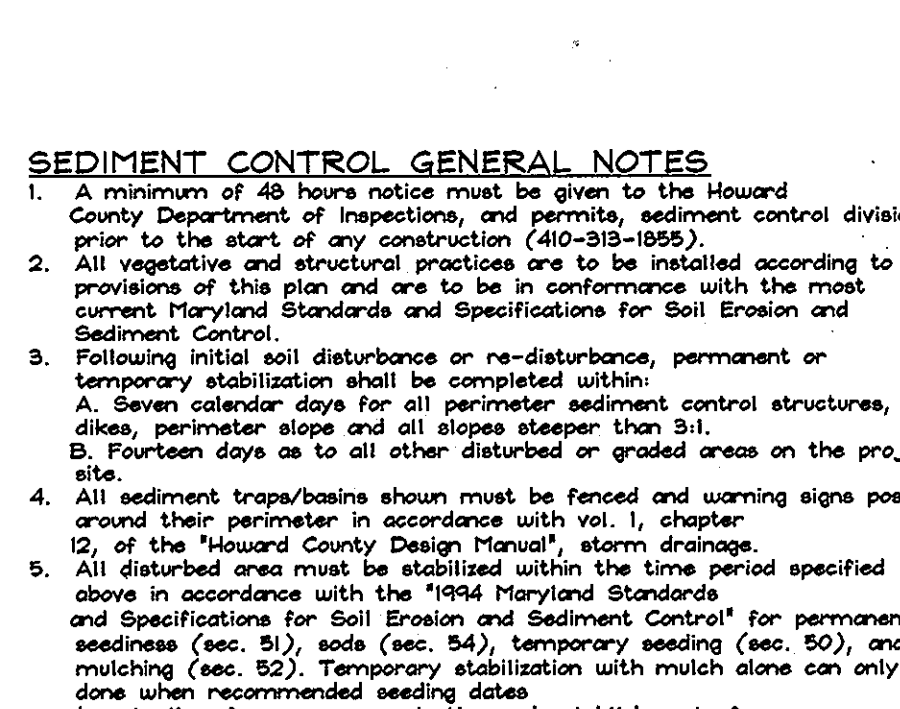 SEDIMENT CONTROL GENERAL NOTES
1. A minimum of 48 hours notice must be given to the Howard
County Department of Inspections, and permits, sediment control divisi
prior to the start of any construction (410-313-1855).
2. All vegetative and structural practices are to be installed according to
provisions of this plan and are to be in conformance with the most
current Maryland Standards and Specifications for Soil Erosion and
Sediment Control.
3. Following initial soil disturbance or re-disturbance, permanent or
temporary stabilization shall be completed within:
A. Seven calendar days for all perimeter sediment control structures,
dikes, perimeter slope and all slopes steeper than 3:1.
B. Fourteen days as to all other disturbed or graded areas on the pro
site.
4. All sediment traps/basins shown must be fenced and warning signs pos
around their perimeter in accordance with vol. 1, chapter
12, of the "Howard County Design Manual", storm drainage.
5. All disturbed area must be stabilized within the time period specified
above in accordance with the "1994 Maryland Standards
and Specifications for Soil Erosion and Sediment Control" for permanen
seediness (sec. 51), sods (sec. 54), temporary seeding (sec. 50), and
mulching (sec. 52). Temporary stabilization with mulch alone can only
done when recommended seeding dates